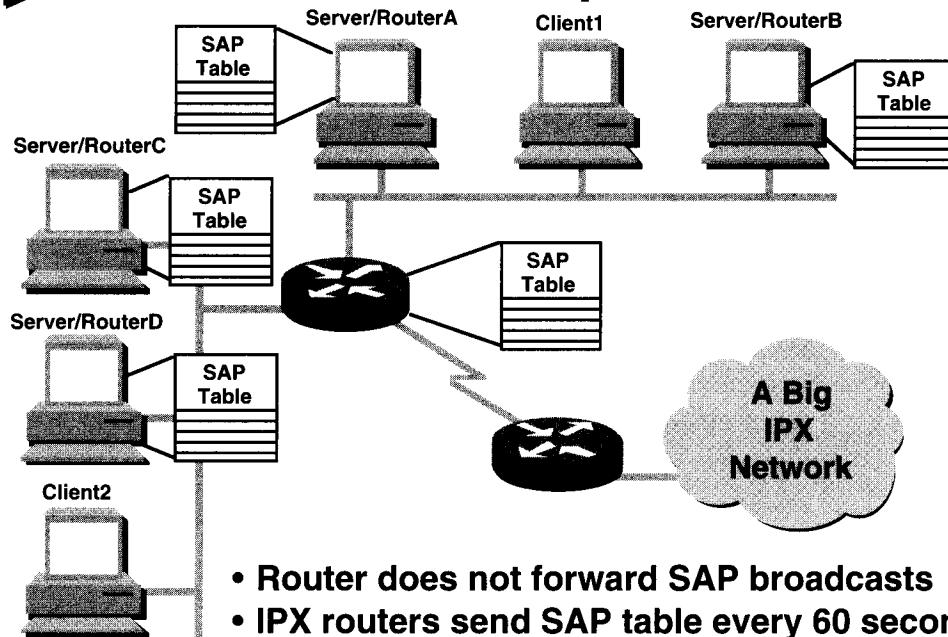 Server/RouterA
Client1
Server/RouterB
SAP
Table
SAP
Table
Server/RouterC
SAP
Table
SAP
Table
Server/RouterD
SAP
Table
A Big
IPX
Network
Client2
• Router does not forward SAP broadcasts
• IPX routers send SAP table every 60